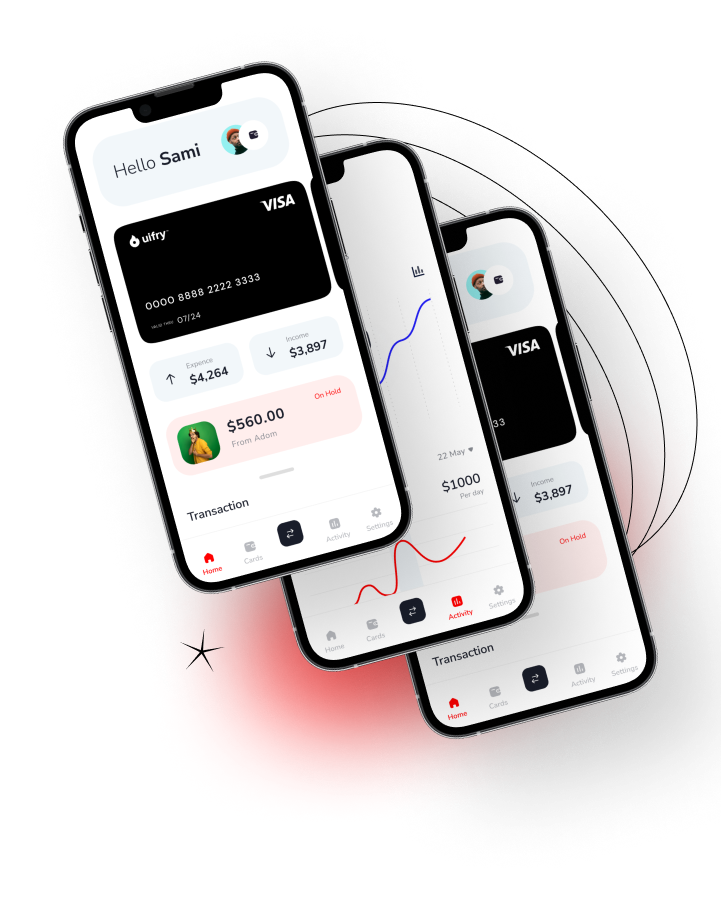 Hello Sami
VISA
uifry
0000 8888 2222 3333
VALID THRU 07/24
Expence
$4,264
Income
$3,897
On Hold
$560.00
From Adom
Transaction
Home
Cards
Activity
Settings
22 May
$1000
Per day
Home
Cards
Activity
Settings
VISA
33
Income
$3,897
On Hold
Transaction
Home
Cards
Activity
Settings